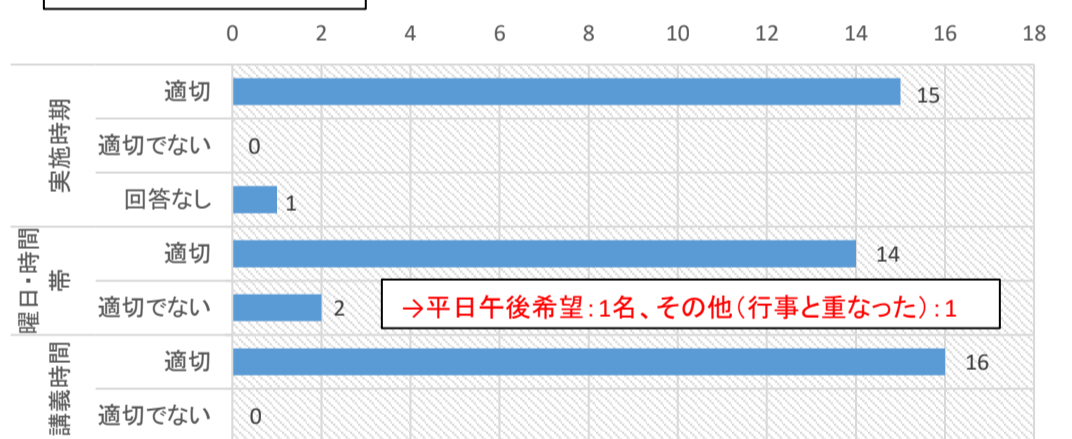 0 2 4 6 8 10 12 14 16 18
実施時期
適切 15
適切でない 0
回答なし 1
曜日・時間
帯
適切 14
適切でない 2 →平日午後希望：1名、その他（行事と重なった）：1
講義時間
適切 16
適切でない 0